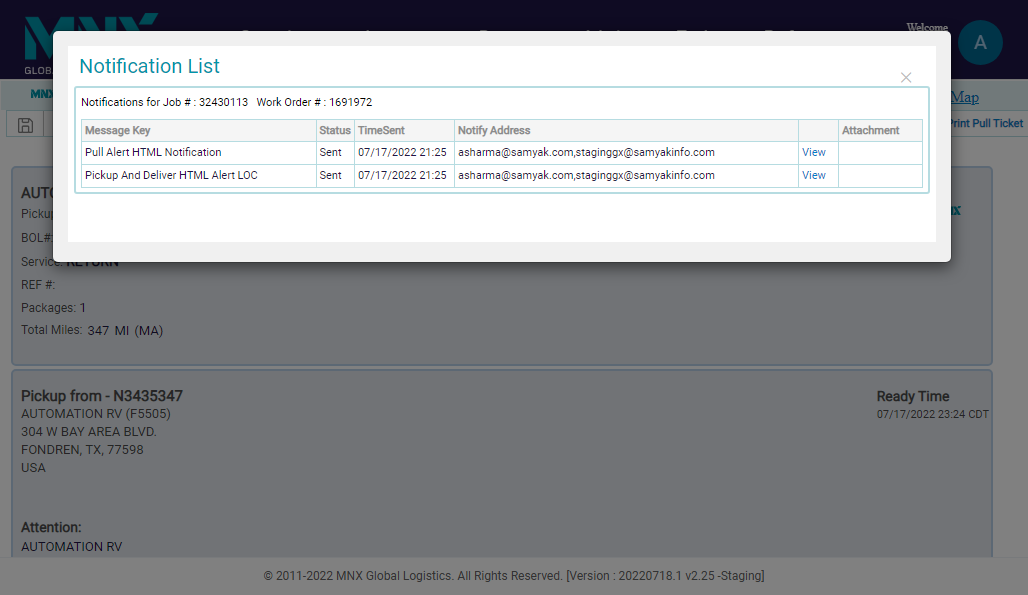 MNX
GLOBA
Welcome
A
MNX
Map
Print Pull Ticket
Notification List
×
Notifications for Job # : 32430113 Work Order # : 1691972
Message Key Status TimeSent Notify Address Attachment
Pull Alert HTML Notification Sent 07/17/2022 21:25 asharma@samyak.com,staginggx@samyakinfo.com View
Pickup And Deliver HTML Alert LOC Sent 07/17/2022 21:25 asharma@samyak.com,staginggx@samyakinfo.com View
AUTO
Pickup
BOL#:
Service: RETURN
REF #:
Packages: 1
Total Miles: 347 MI (MA)
Pickup from - N3435347
AUTOMATION RV (F5505)
304 W BAY AREA BLVD.
FONDREN, TX, 77598
USA
Ready Time
07/17/2022 23:24 CDT
Attention:
AUTOMATION RV
© 2011-2022 MNX Global Logistics. All Rights Reserved. [Version : 20220718.1 v2.25 -Staging]